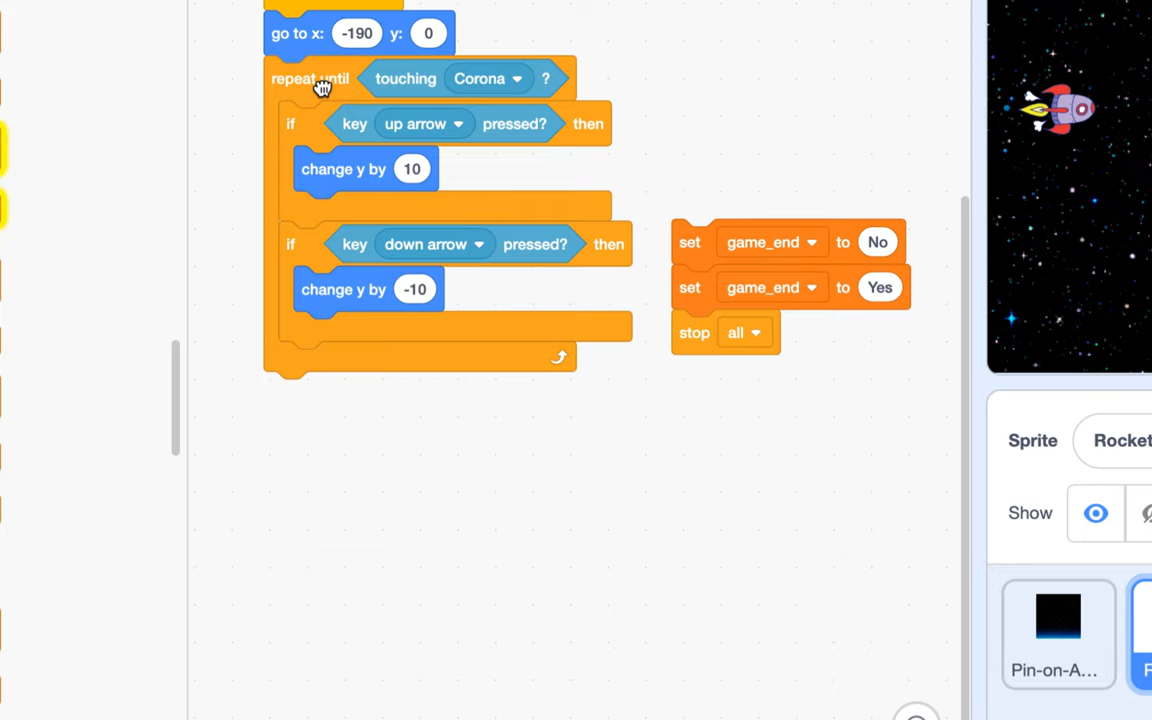 go to x: -190 y: 0
repeat until touching Corona ?
if key up arrow pressed? then
change y by 10
if key down arrow pressed? then
change y by -10
set game_end to No
set game_end to Yes
stop all
Sprite Rocket
Show
Pin-on-A...